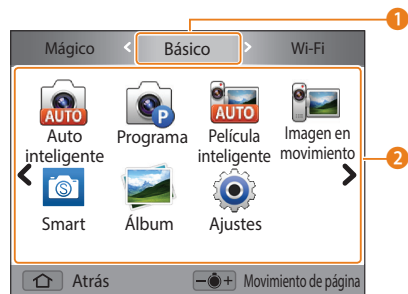 1
Mágico Básico Wi-Fi
AUTO P AUTO
Auto inteligente
Programa
Película inteligente
Imagen en movimiento
2
S
Smart
Álbum
Ajustes
Atrás
Movimiento de página